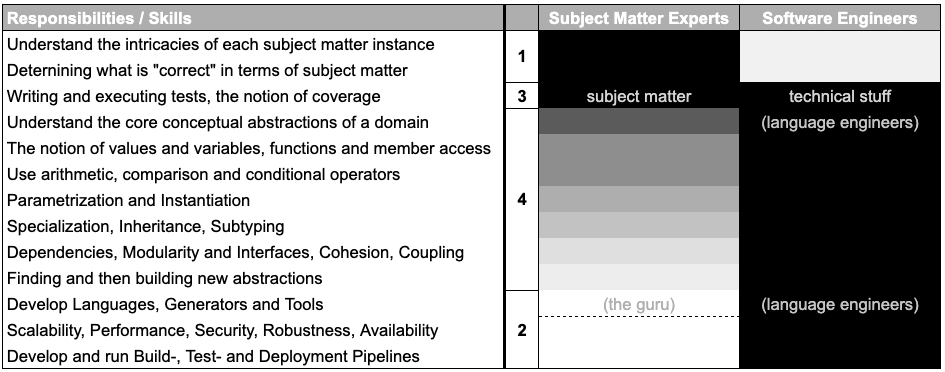 Responsibilities / Skills Subject Matter Experts Software Engineers
Understand the intricacies of each subject matter instance
1
Deternining what is "correct" in terms of subject matter
Writing and executing tests, the notion of coverage 3 subject matter technical stuff
Understand the core conceptual abstractions of a domain (language engineers)
The notion of values and variables, functions and member access
Use arithmetic, comparison and conditional operators
Parametrization and Instantiation 4
Specialization, Inheritance, Subtyping
Dependencies, Modularity and Interfaces, Cohesion, Coupling
Finding and then building new abstractions
Develop Languages, Generators and Tools (the guru) (language engineers)
Scalability, Performance, Security, Robustness, Availability 2
Develop and run Build-, Test- and Deployment Pipelines